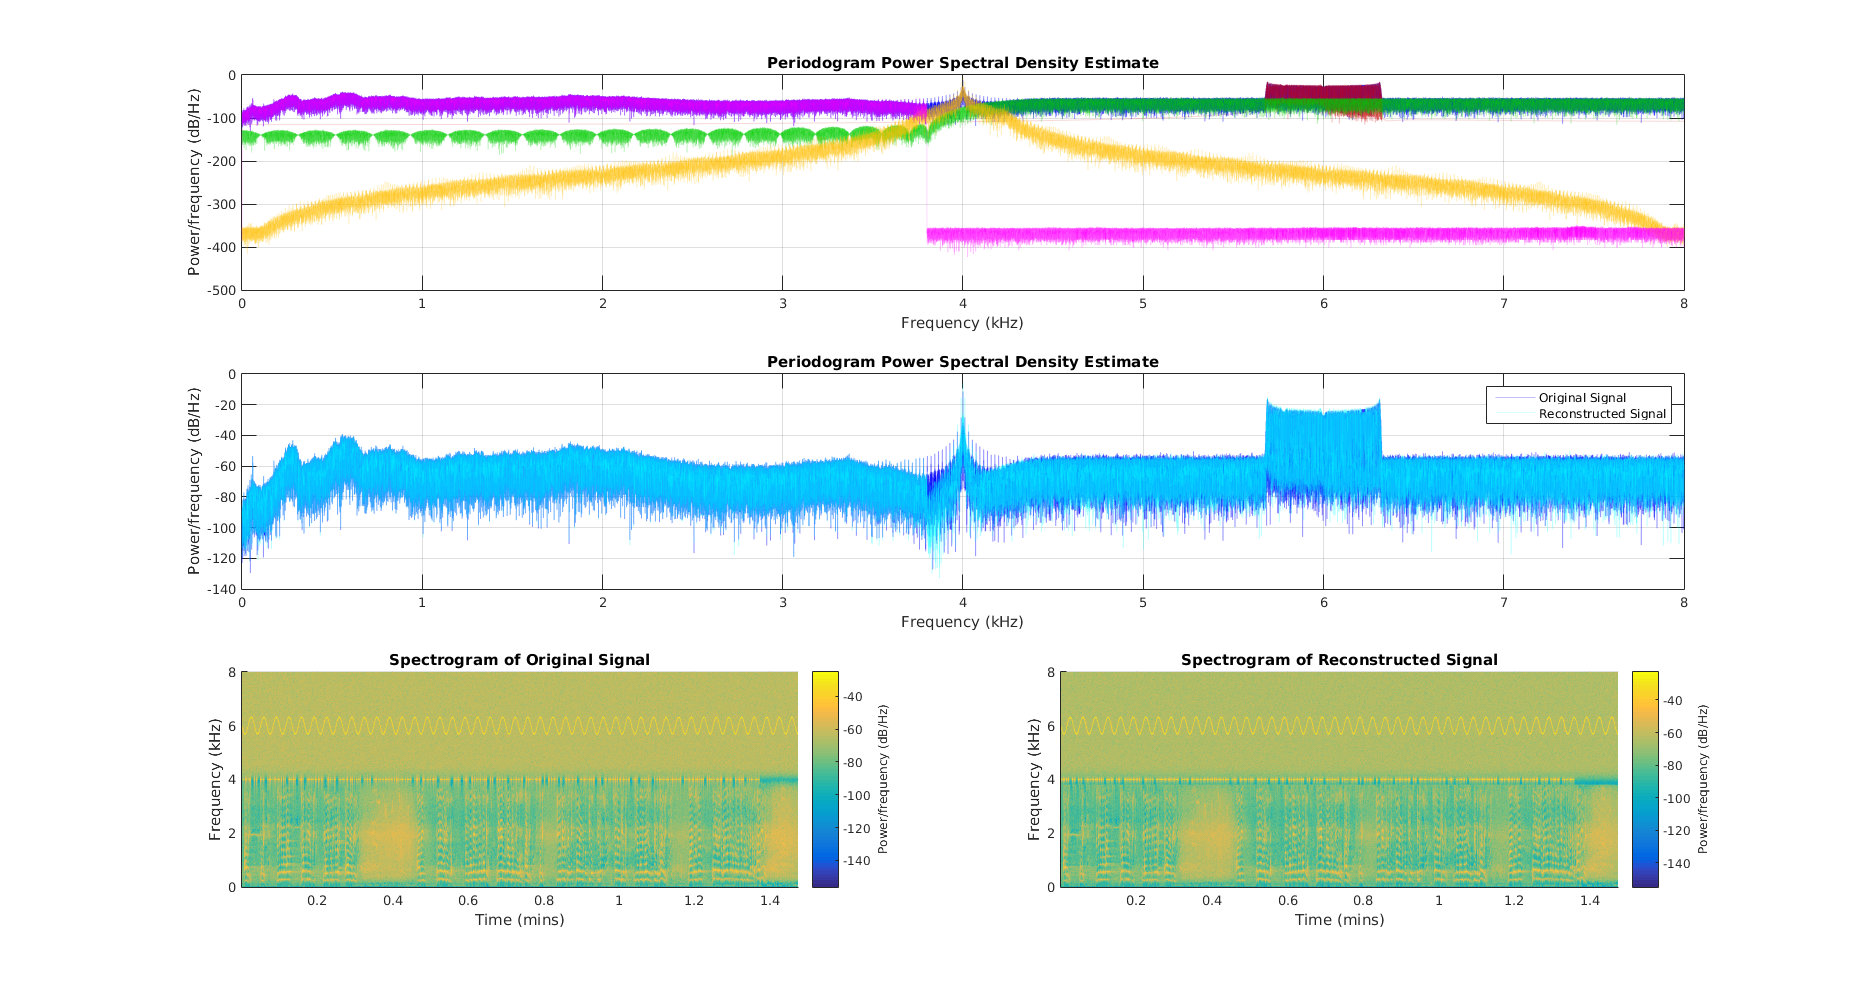 Periodogram Power Spectral Density Estimate
Power/frequency (dB/Hz)
0
-100
-200
-300
-400
-500
0 1 2 3 4 5 6 7 8
Frequency (kHz)
Periodogram Power Spectral Density Estimate
Power/frequency (dB/Hz)
0
-20
-40
-60
-80
-100
-120
-140
Original Signal
Reconstructed Signal
0 1 2 3 4 5 6 7 8
Frequency (kHz)
Spectrogram of Original Signal
Frequency (kHz)
8
6
4
2
0
0.2 0.4 0.6 0.8 1 1.2 1.4
Time (mins)
-40
-60
-80
-100
-120
-140
Power/frequency (dB/Hz)
Spectrogram of Reconstructed Signal
Frequency (kHz)
8
6
4
2
0
0.2 0.4 0.6 0.8 1 1.2 1.4
Time (mins)
-40
-60
-80
-100
-120
-140
Power/frequency (dB/Hz)